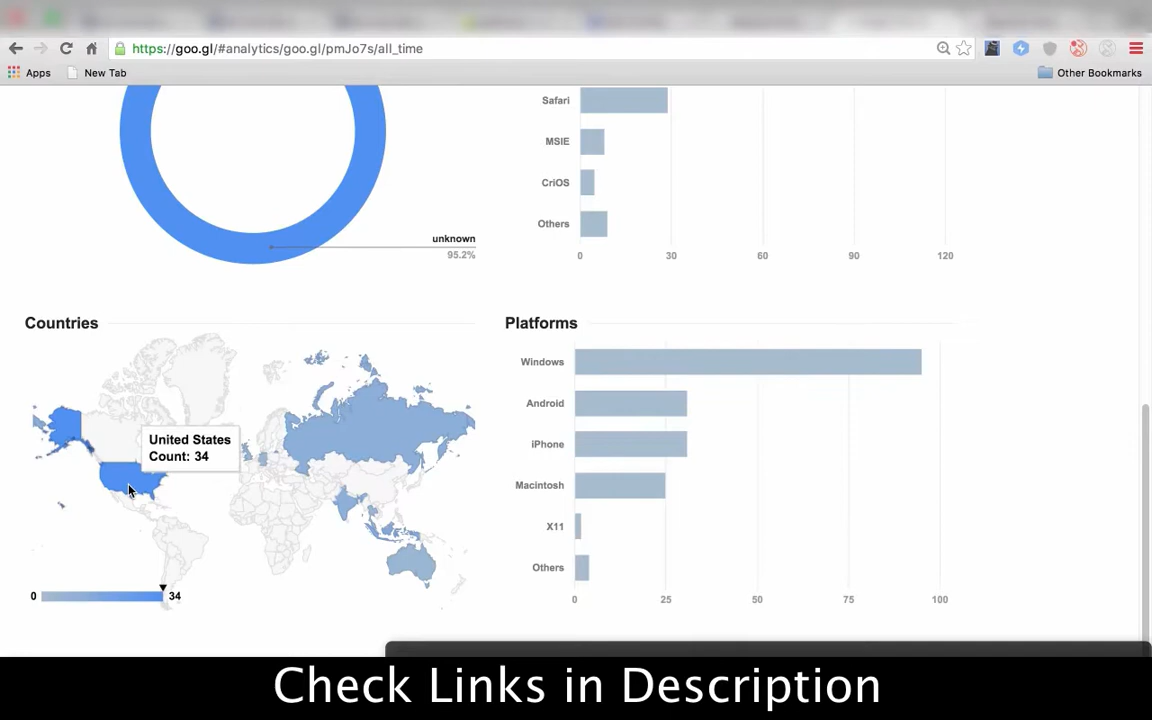 https://goo.gl/#analytics/goo.gl/pmJo7s/all_time
Apps
New Tab
Other Bookmarks
Safari
MSIE
CriOS
Others
0
30
60
90
120
unknown
95.2%
Countries
United States
Count: 34
0
34
Platforms
Windows
Android
iPhone
Macintosh
X11
Others
0
25
50
75
100
Check Links in Description